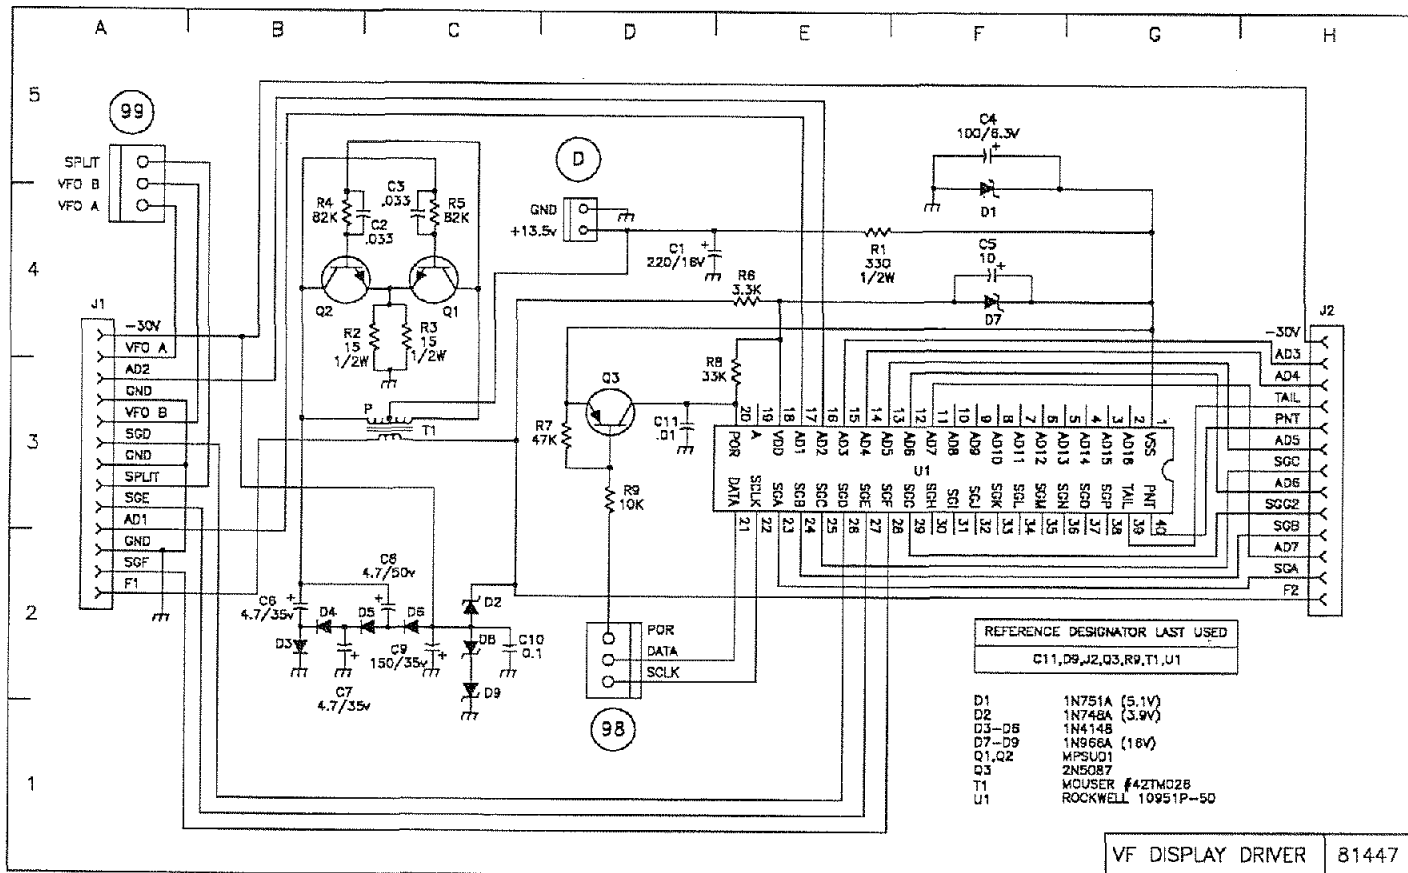 A B C D E F G H
5
4
3
2
1
99
SPLIT
VFO B
VFO A
D
GND
+13.5v
C4
100/6.3V
D1
R4
82K
C2
.033
C3
.033
R5
82K
Q2
Q1
R2
15
1/2W
R3
15
1/2W
C1
220/16V
R1
330
1/2W
C5
10
D7
R6
3.3K
R8
33K
Q3
R7
47K
C11
.01
R9
10K
P
T1
J1
-30V
VFO A
AD2
GND
VFO B
SGD
GND
SPLIT
SGE
AD1
GND
SGF
F1
J2
-30V
AD3
AD4
TAIL
PNT
AD5
SGC
AD6
SGG2
SGB
AD7
SGA
F2
20 19 18 17 16 15 14 13 12 11 10 9 8 7 6 5 4 3 2 1
POR A VDD AD1 AD2 AD3 AD4 AD5 AD6 AD7 AD8 AD9 AD10 AD11 AD12 AD13 AD14 AD15 AD16 VSS
U1
DATA SCLK SGA SGB SGC SGD SGE SGF SGG SGH SGI SGJ SGK SGL SGM SGN SGO SGP TAIL PNT
21 22 23 24 25 26 27 28 29 30 31 32 33 34 35 36 37 38 39 40
C8
4.7/50v
C6
4.7/35v
D4
D5
D6
D2
D3
D8
C10
0.1
C9
150/35v
C7
4.7/35v
D9
POR
DATA
SCLK
98
REFERENCE DESIGNATOR LAST USED
C11,D9,J2,Q3,R9,T1,U1
D1 1N751A (5.1V)
D2 1N748A (3.9V)
D3-D6 1N4148
D7-D9 1N966A (16V)
Q1,Q2 MPSU01
Q3 2N5087
T1 MOUSER #42TM028
U1 ROCKWELL 10951P-50
VF DISPLAY DRIVER 81447